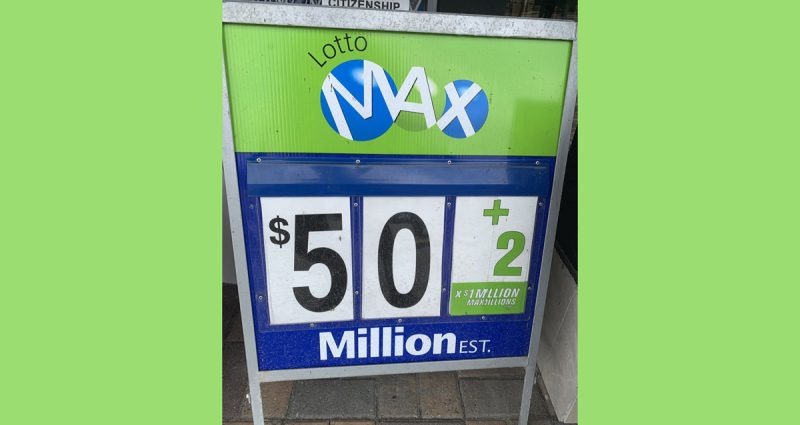 CITIZENSHIP
Lotto
MAX
$50
+
2
x $1 MILLION
MAXMILLIONS
Million EST.